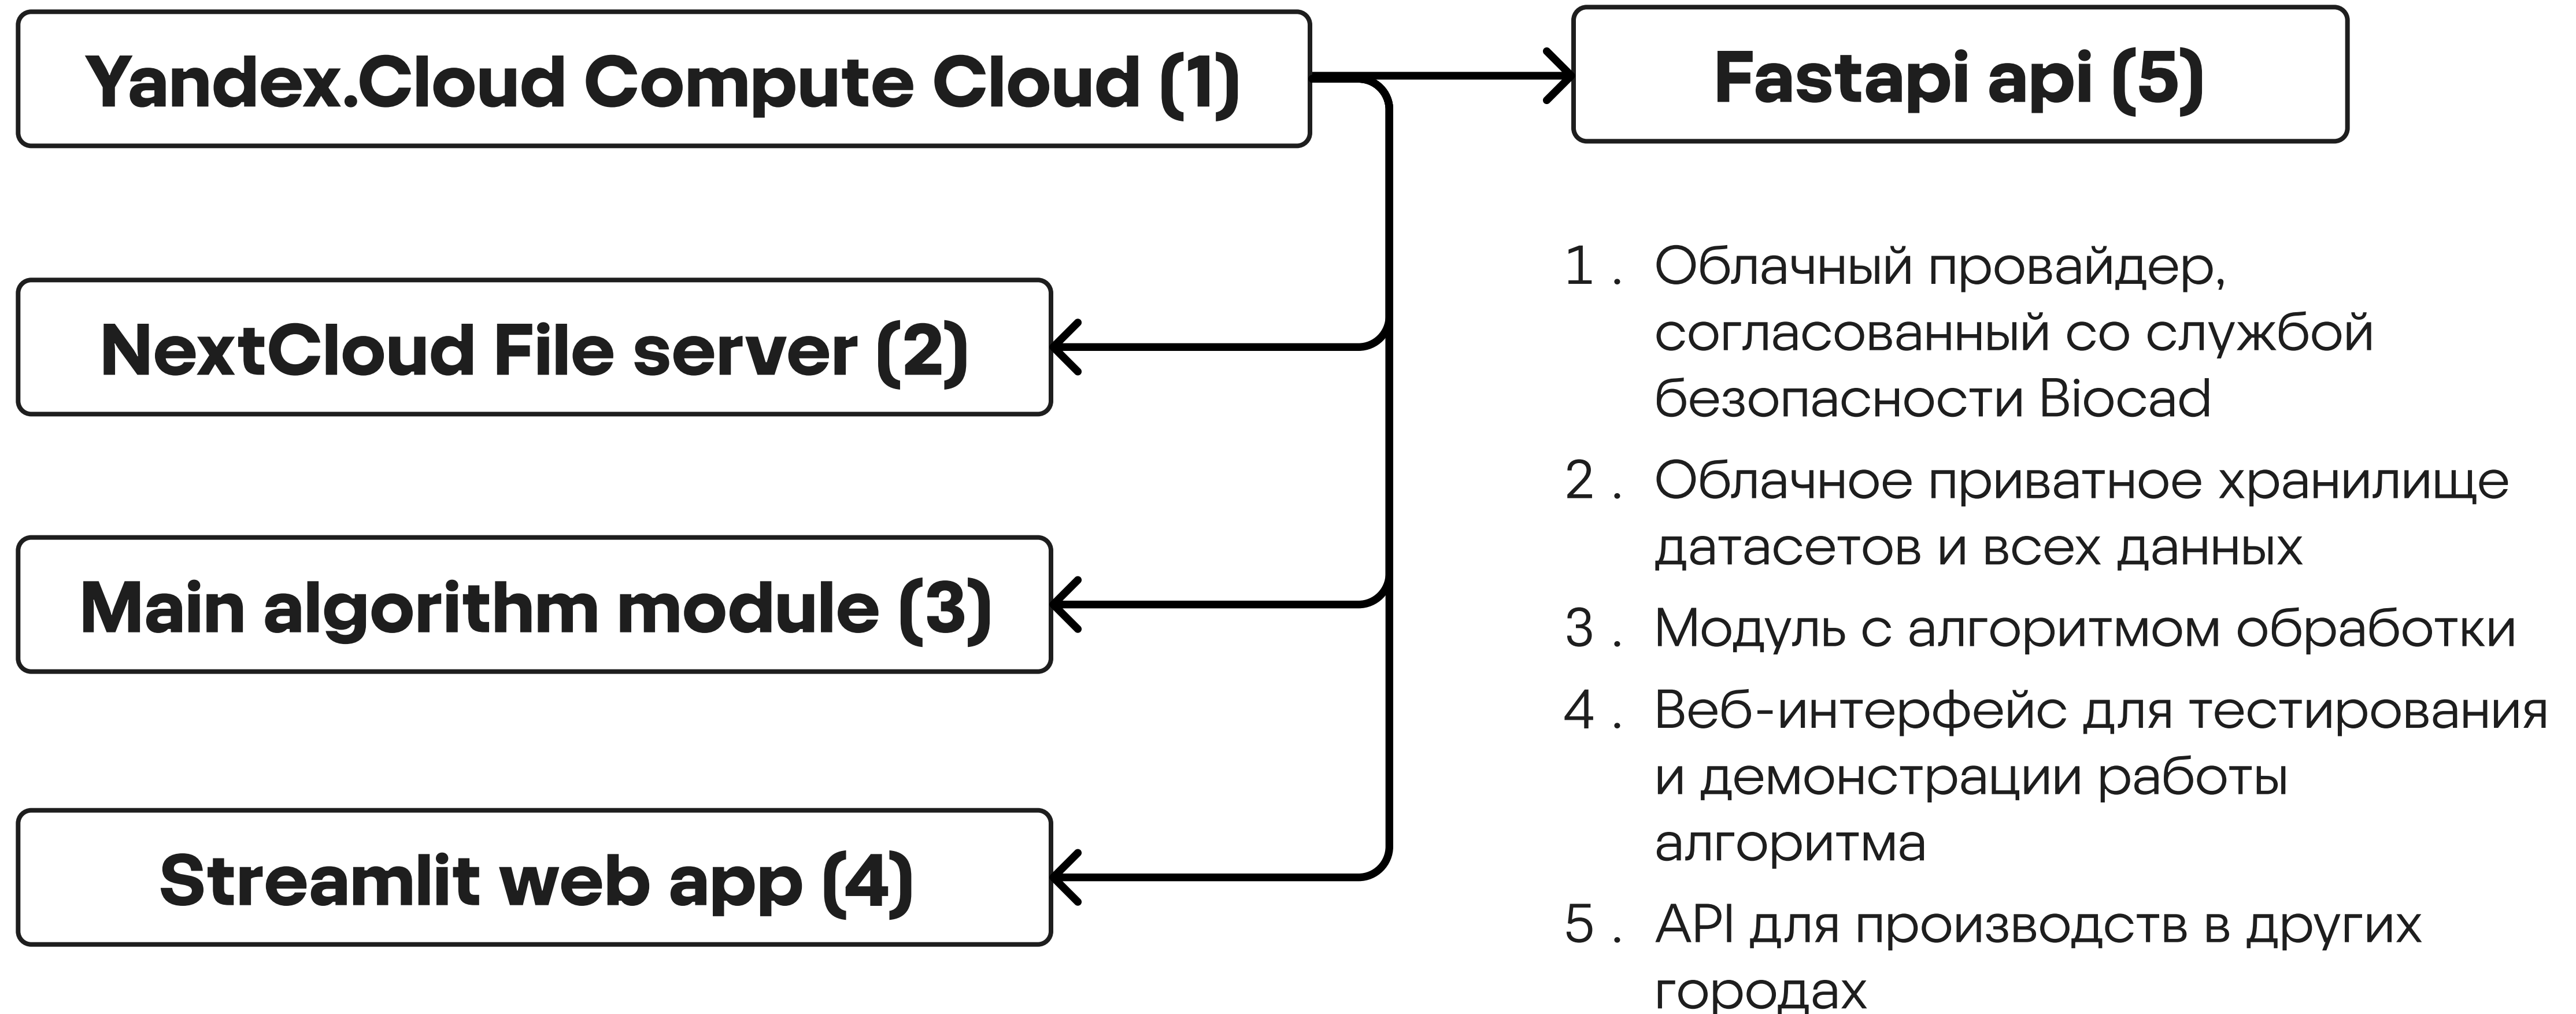 Yandex.Cloud Compute Cloud (1)
Fastapi api (5)
NextCloud File server (2)
Main algorithm module (3)
Streamlit web app (4)
1. Облачный провайдер,
согласованный со службой
безопасности Biocad
2. Облачное приватное хранилище
датасетов и всех данных
3. Модуль с алгоритмом обработки
4. Веб-интерфейс для тестирования
и демонстрации работы
алгоритма
5. API для производств в других
городах